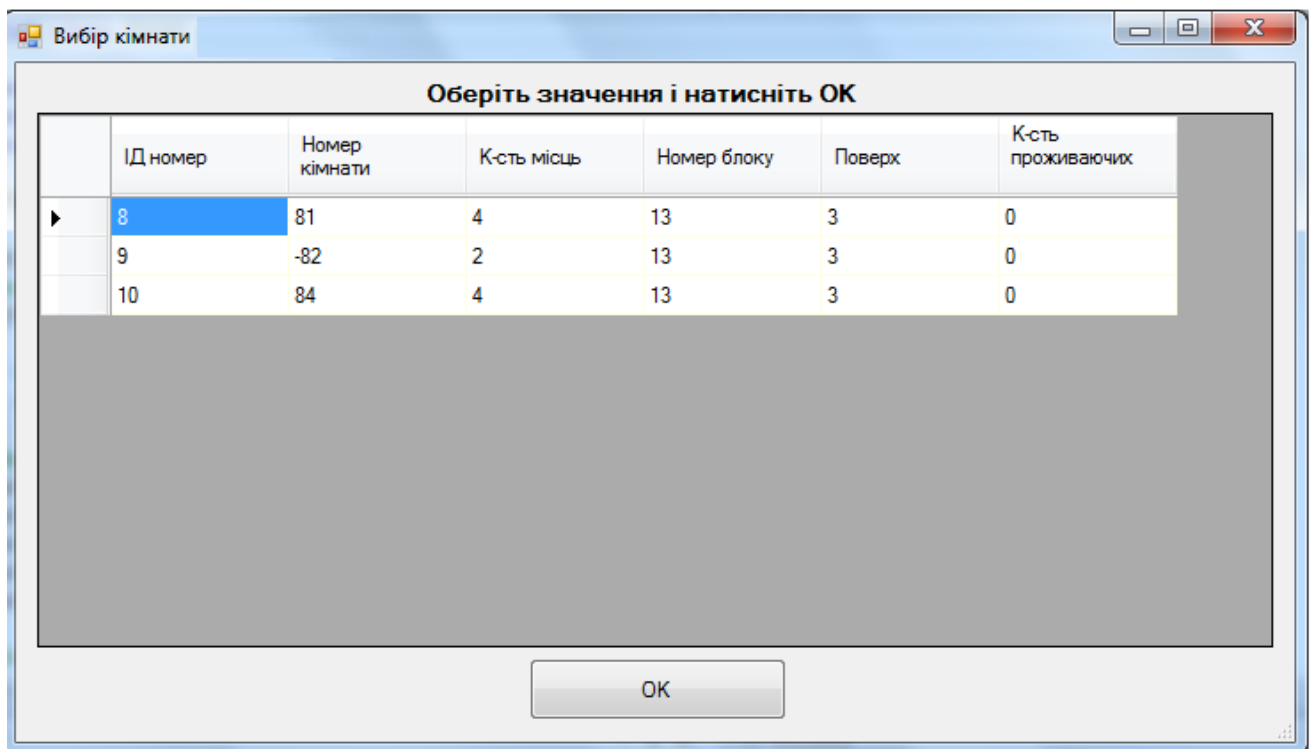 Вибір кімнати
Оберіть значення і натисніть ОК
ІД номер Номер кімнати К-сть місць Номер блоку Поверх К-сть проживаючих
8 81 4 13 3 0
9 -82 2 13 3 0
10 84 4 13 3 0
ОК